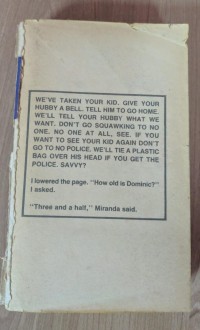 WE'VE TAKEN YOUR KID. GIVE YOUR
HUBBY A BELL. TELL HIM TO GO HOME.
WE'LL TELL YOUR HUBBY WHAT WE
WANT. DON'T GO SQUAWKING TO NO
ONE. NO ONE AT ALL, SEE. IF YOU
WANT TO SEE YOUR KID AGAIN DON'T
GO TO NO POLICE. WE'LL TIE A PLASTIC
BAG OVER HIS HEAD IF YOU GET THE
POLICE. SAVVY?
I lowered the page. "How old is Dominic?"
I asked.
"Three and a half," Miranda said.